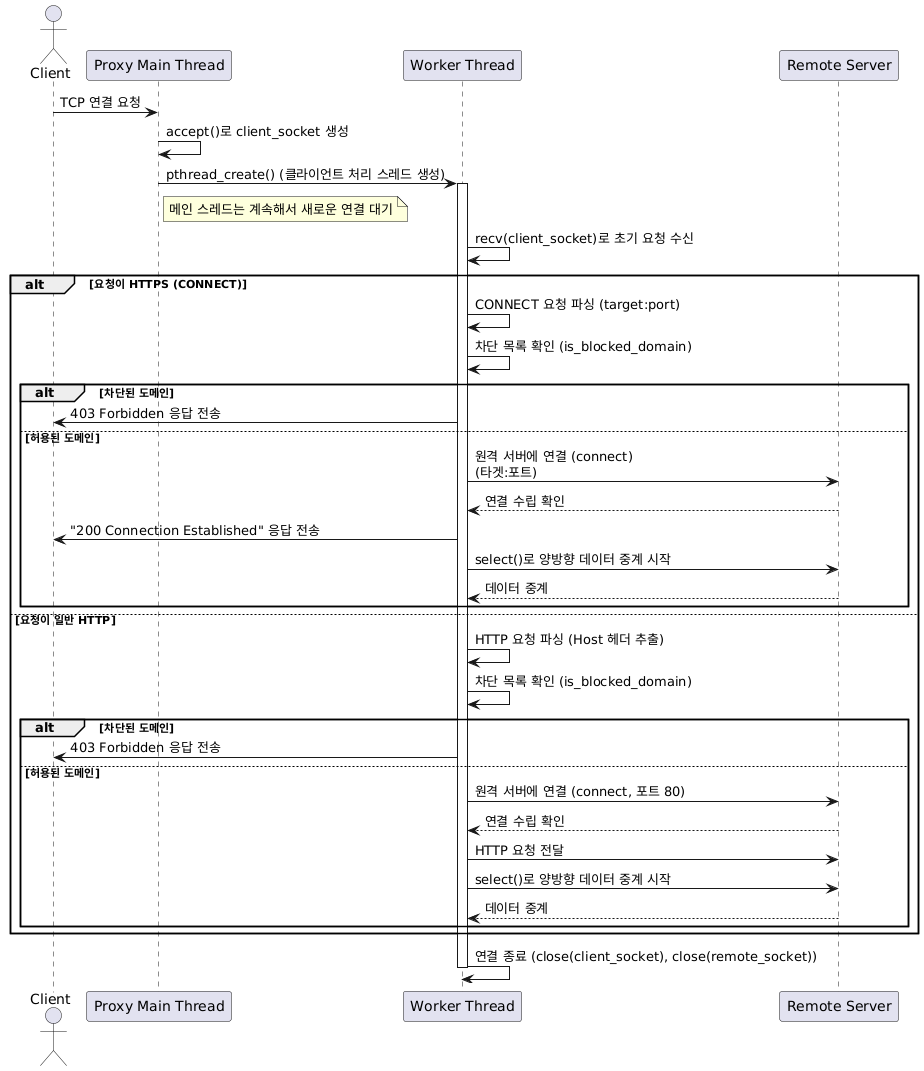 Client
Proxy Main Thread
Worker Thread
Remote Server
TCP 연결 요청
accept()로 client_socket 생성
pthread_create() (클라이언트 처리 스레드 생성)
메인 스레드는 계속해서 새로운 연결 대기
recv(client_socket)로 초기 요청 수신
alt [요청이 HTTPS (CONNECT)]
CONNECT 요청 파싱 (target:port)
차단 목록 확인 (is_blocked_domain)
alt [차단된 도메인]
403 Forbidden 응답 전송
[허용된 도메인]
원격 서버에 연결 (connect)
(타겟:포트)
연결 수립 확인
"200 Connection Established" 응답 전송
select()로 양방향 데이터 중계 시작
데이터 중계
[요청이 일반 HTTP]
HTTP 요청 파싱 (Host 헤더 추출)
차단 목록 확인 (is_blocked_domain)
alt [차단된 도메인]
403 Forbidden 응답 전송
[허용된 도메인]
원격 서버에 연결 (connect, 포트 80)
연결 수립 확인
HTTP 요청 전달
select()로 양방향 데이터 중계 시작
데이터 중계
연결 종료 (close(client_socket), close(remote_socket))
Client
Proxy Main Thread
Worker Thread
Remote Server